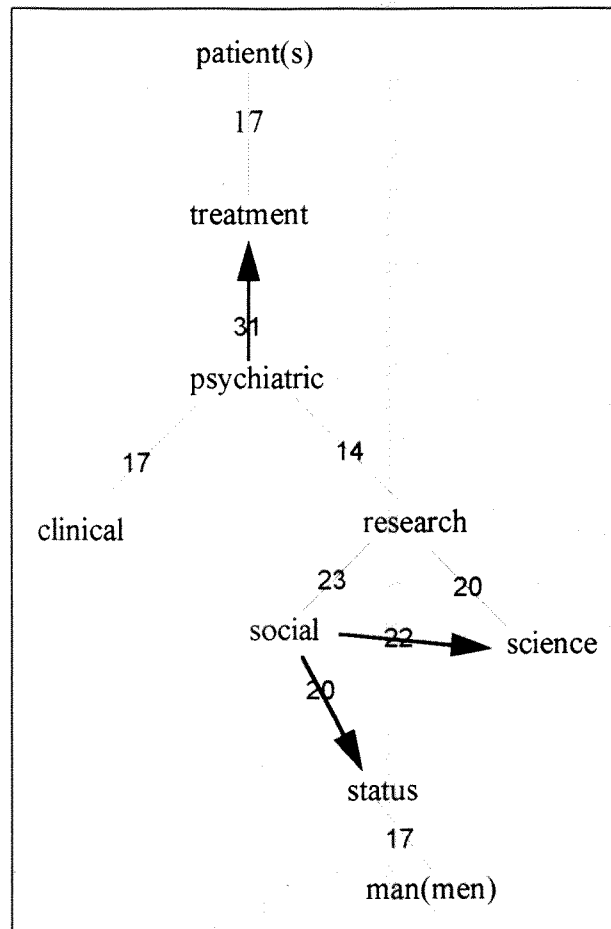 patient(s)
17
treatment
31
psychiatric
17
14
clinical
research
23
20
social
22
science
20
status
17
man(men)